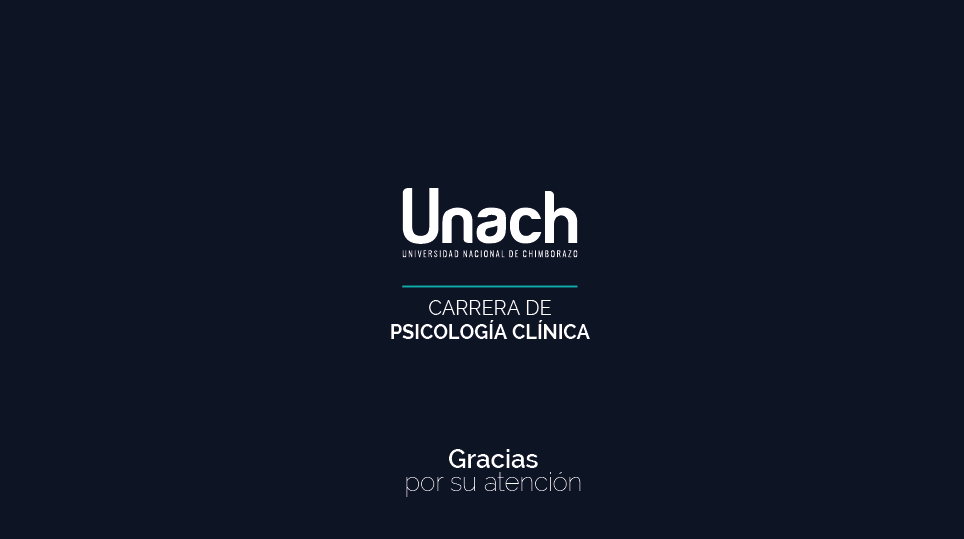 Unach
UNIVERSIDAD NACIONAL DE CHIMBORAZO
CARRERA DE
PSICOLOGÍA CLÍNICA
Gracias
por su atención